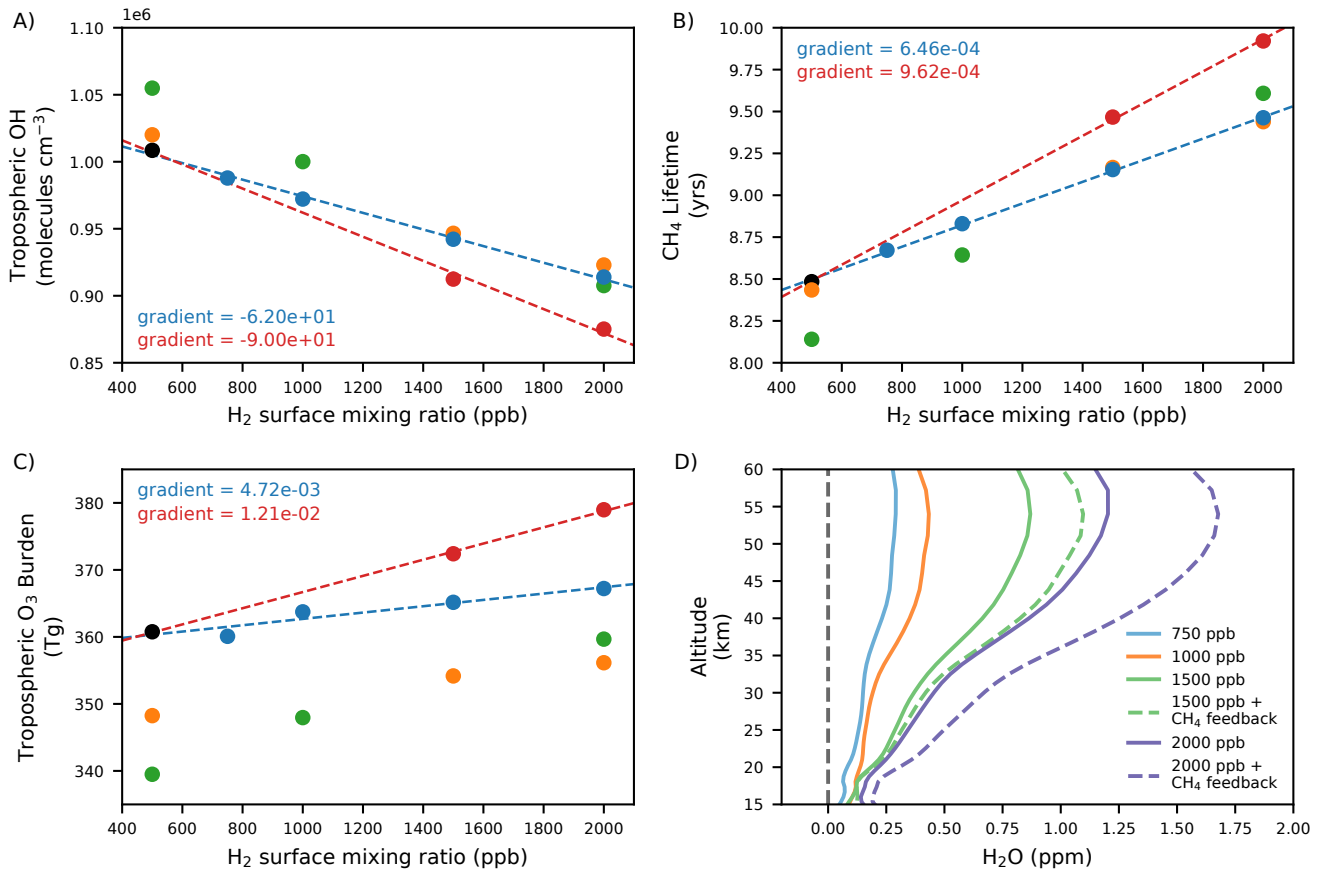 A)
1e6
1.10
1.05
1.00
0.95
0.90
0.85
Tropospheric OH
(molecules cm⁻³)
gradient = -6.20e+01
gradient = -9.00e+01
400 600 800 1000 1200 1400 1600 1800 2000
H₂ surface mixing ratio (ppb)
B)
10.00
9.75
9.50
9.25
9.00
8.75
8.50
8.25
8.00
CH₄ Lifetime
(yrs)
gradient = 6.46e-04
gradient = 9.62e-04
400 600 800 1000 1200 1400 1600 1800 2000
H₂ surface mixing ratio (ppb)
C)
380
370
360
350
340
Tropospheric O₃ Burden
(Tg)
gradient = 4.72e-03
gradient = 1.21e-02
400 600 800 1000 1200 1400 1600 1800 2000
H₂ surface mixing ratio (ppb)
D)
60
55
50
45
40
35
30
25
20
15
Altitude
(km)
750 ppb
1000 ppb
1500 ppb
1500 ppb +
CH₄ feedback
2000 ppb
2000 ppb +
CH₄ feedback
0.00 0.25 0.50 0.75 1.00 1.25 1.50 1.75 2.00
H₂O (ppm)